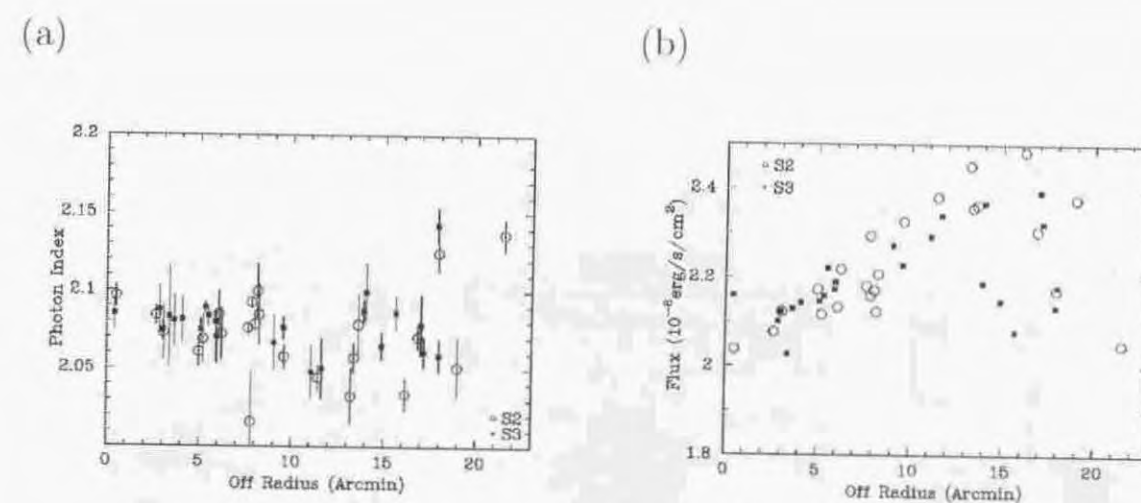 (a)
2.2
2.15
2.1
2.05
Photon Index
S2
S3
0 5 10 15 20
Off Radius (Arcmin)
(b)
S2
S3
2.4
2.2
2
1.8
Flux (10⁻⁸erg/s/cm²)
0 5 10 15 20
Off Radius (Arcmin)